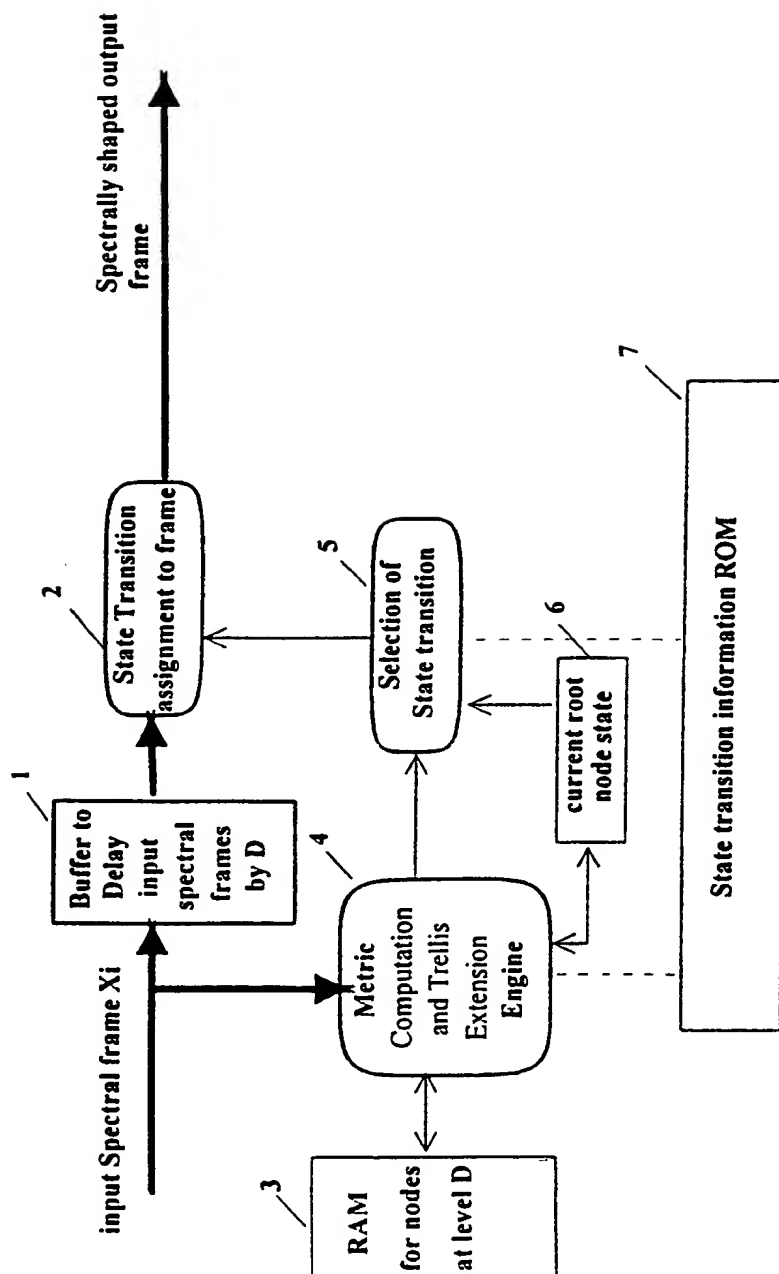 input Spectral frame Xi
1
Buffer to
Delay
input
spectral
frames
by D
2
State Transition
assignment to frame
Spectrally shaped output
frame
3
RAM
for nodes
at level D
4
Metric
Computation
and Trellis
Extension
Engine
5
Selection of
State transition
6
current root
node state
7
State transition information ROM